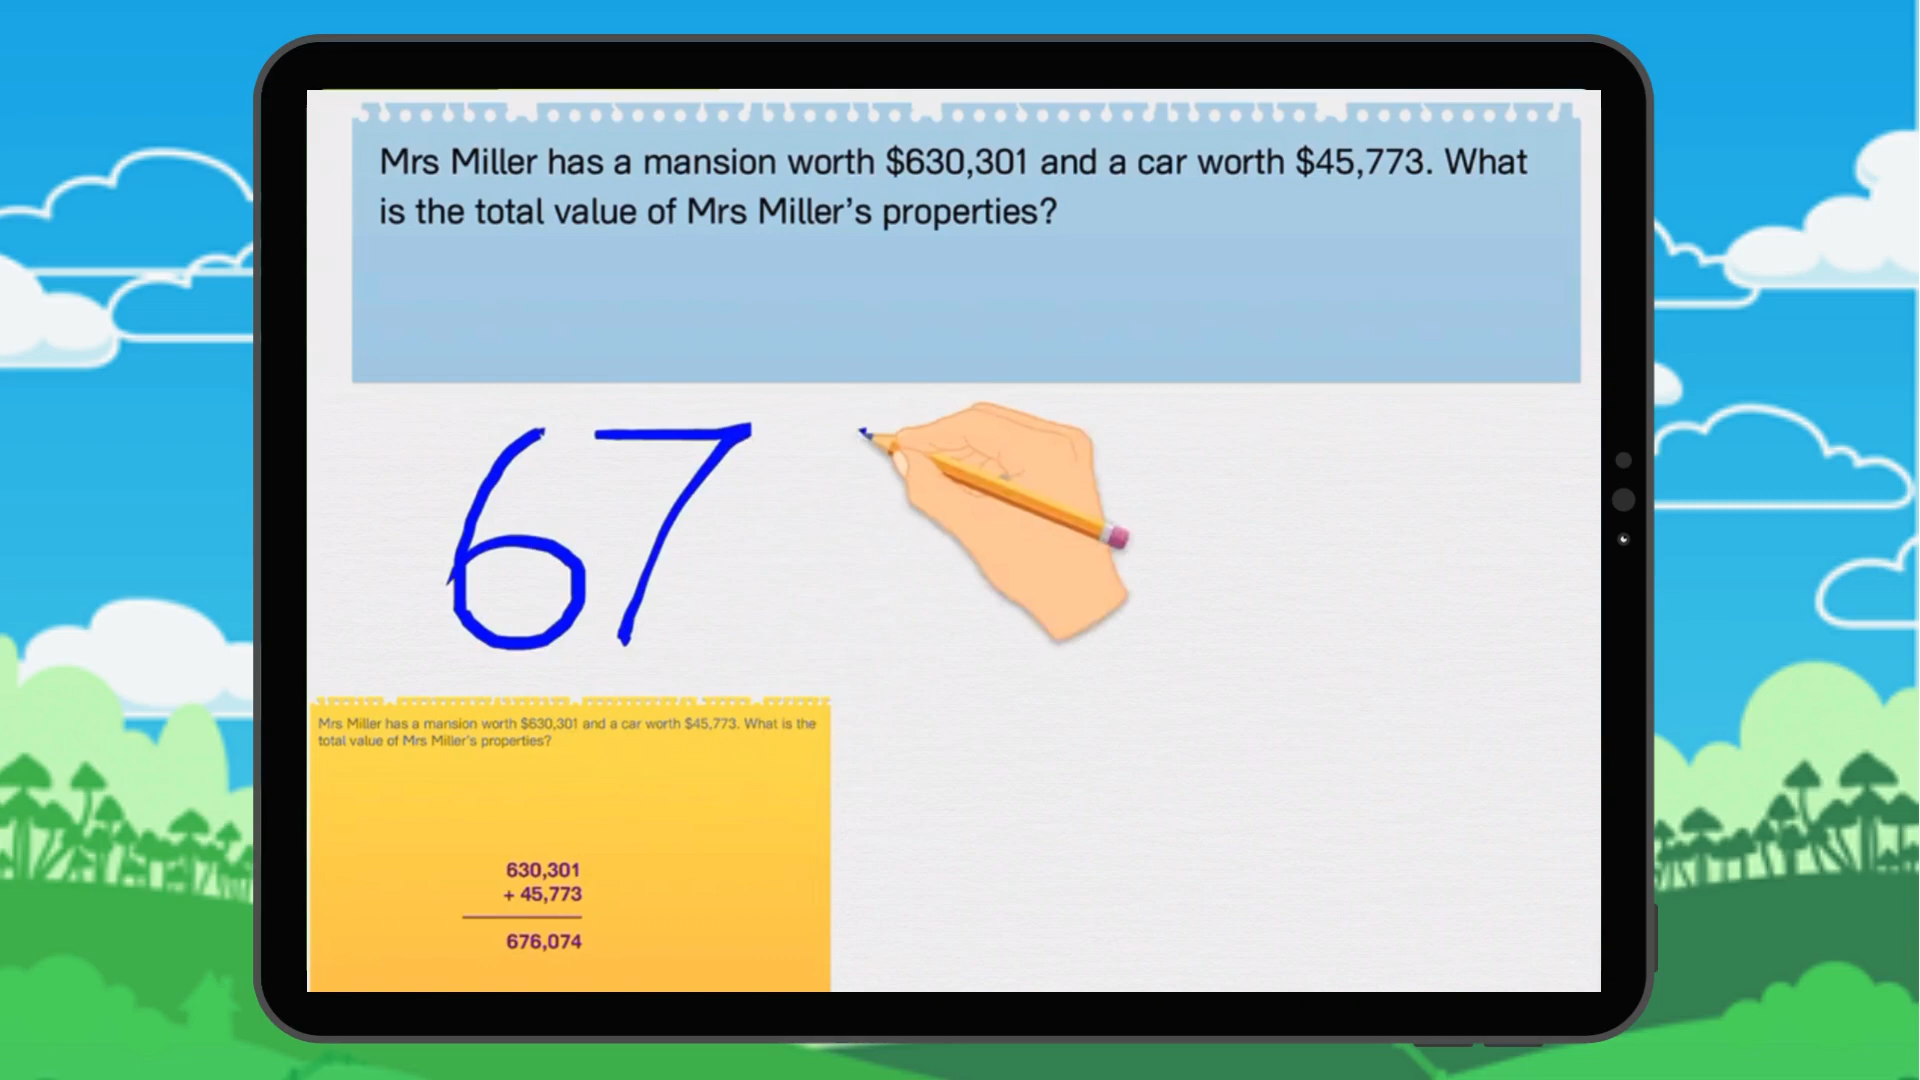 Mrs Miller has a mansion worth $630,301 and a car worth $45,773. What
is the total value of Mrs Miller’s properties?
67
Mrs Miller has a mansion worth $630,301 and a car worth $45,773. What is the
total value of Mrs Miller's properties?
630,301
+ 45,773
676,074